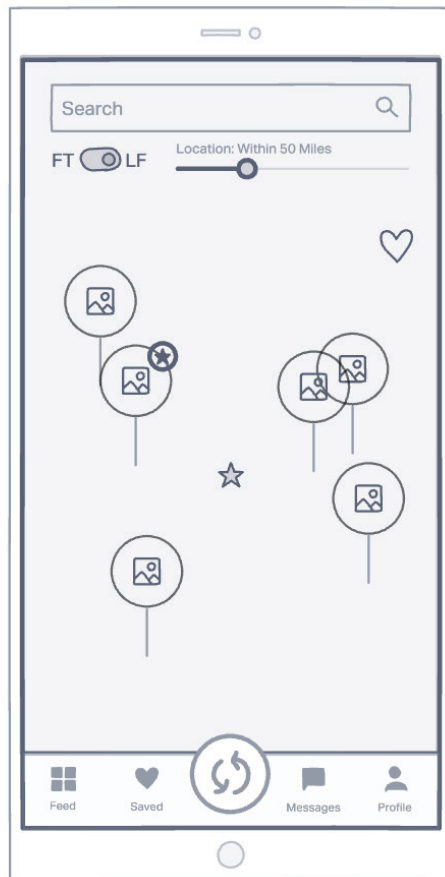 Search
FT LF
Location: Within 50 Miles
Feed
Saved
Messages
Profile